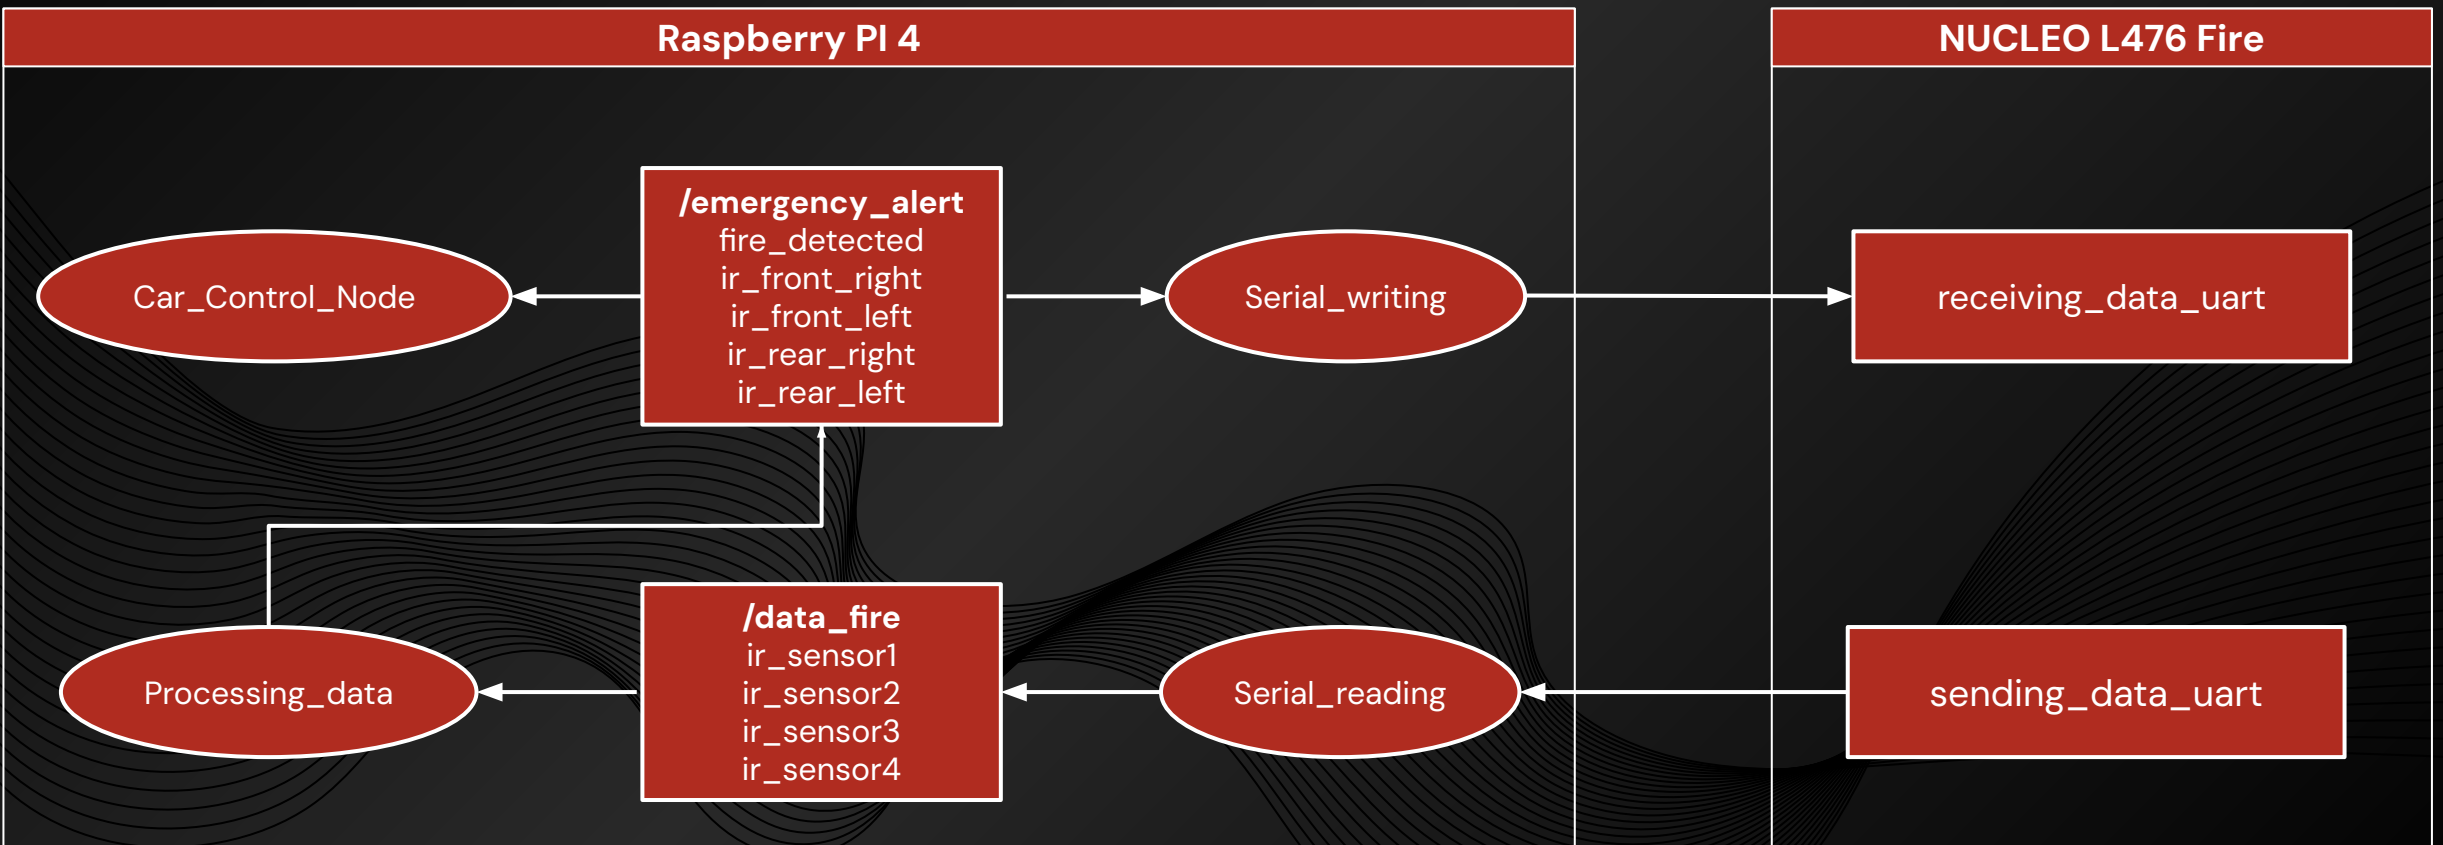 Raspberry PI 4
NUCLEO L476 Fire
/emergency_alert
fire_detected
ir_front_right
ir_front_left
ir_rear_right
ir_rear_left
Car_Control_Node
Serial_writing
receiving_data_uart
/data_fire
ir_sensor1
ir_sensor2
ir_sensor3
ir_sensor4
Processing_data
Serial_reading
sending_data_uart